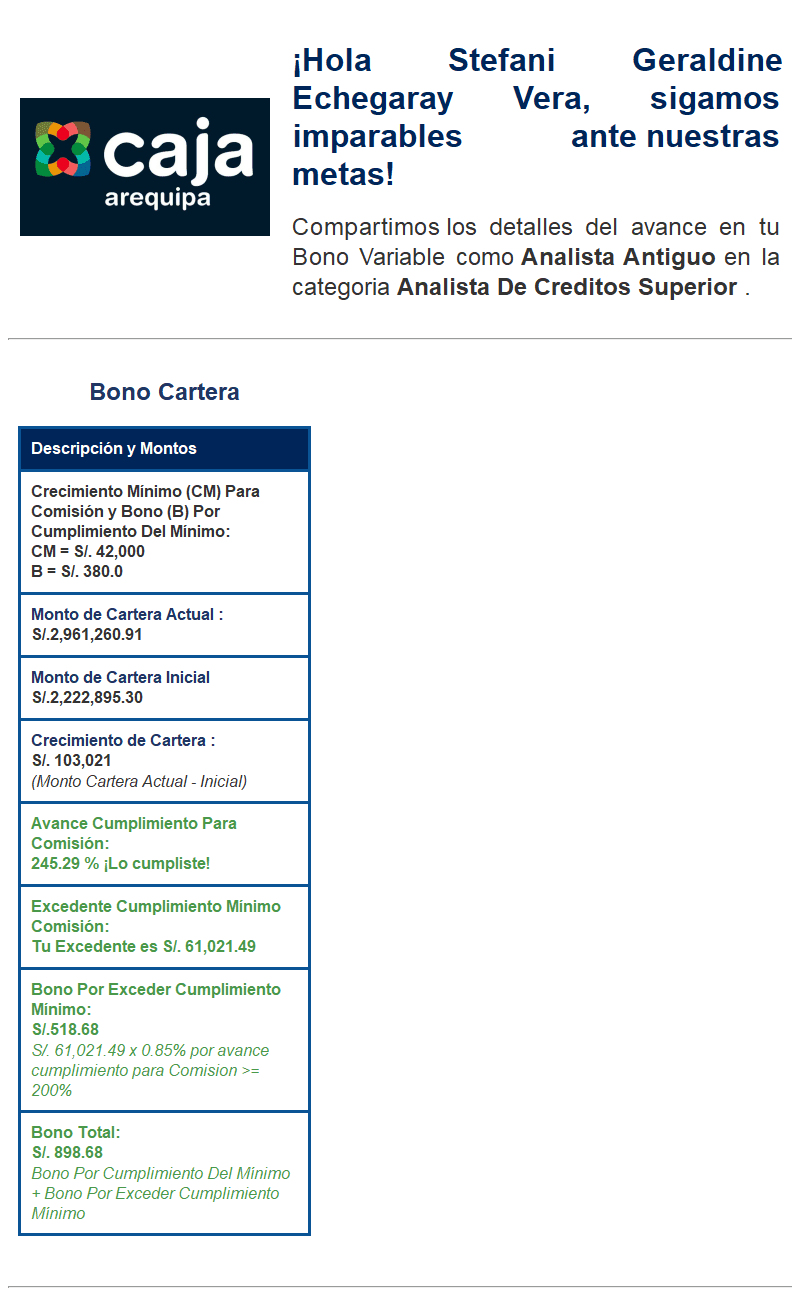 caja
arequipa
¡Hola Stefani Geraldine
Echegaray Vera, sigamos
imparables ante nuestras
metas!
Compartimos los detalles del avance en tu
Bono Variable como Analista Antiguo en la
categoria Analista De Creditos Superior .
Bono Cartera
Descripción y Montos
Crecimiento Mínimo (CM) Para
Comisión y Bono (B) Por
Cumplimiento Del Mínimo:
CM = S/. 42,000
B = S/. 380.0
Monto de Cartera Actual :
S/.2,961,260.91
Monto de Cartera Inicial
S/.2,222,895.30
Crecimiento de Cartera :
S/. 103,021
(Monto Cartera Actual - Inicial)
Avance Cumplimiento Para
Comisión:
245.29 % ¡Lo cumpliste!
Excedente Cumplimiento Mínimo
Comisión:
Tu Excedente es S/. 61,021.49
Bono Por Exceder Cumplimiento
Mínimo:
S/.518.68
S/. 61,021.49 x 0.85% por avance
cumplimiento para Comision >=
200%
Bono Total:
S/. 898.68
Bono Por Cumplimiento Del Mínimo
+ Bono Por Exceder Cumplimiento
Mínimo